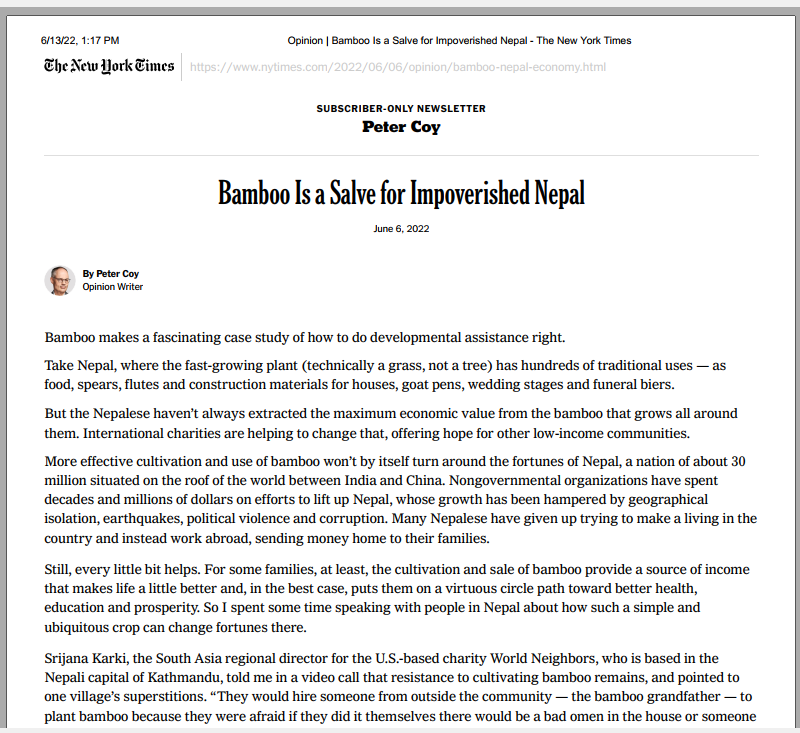 6/13/22, 1:17 PM
Opinion | Bamboo Is a Salve for Impoverished Nepal - The New York Times
The New York Times
https://www.nytimes.com/2022/06/06/opinion/bamboo-nepal-economy.html
SUBSCRIBER-ONLY NEWSLETTER
Peter Coy
Bamboo Is a Salve for Impoverished Nepal
June 6, 2022
By Peter Coy
Opinion Writer
Bamboo makes a fascinating case study of how to do developmental assistance right.
Take Nepal, where the fast-growing plant (technically a grass, not a tree) has hundreds of traditional uses — as
food, spears, flutes and construction materials for houses, goat pens, wedding stages and funeral biers.
But the Nepalese haven’t always extracted the maximum economic value from the bamboo that grows all around
them. International charities are helping to change that, offering hope for other low-income communities.
More effective cultivation and use of bamboo won’t by itself turn around the fortunes of Nepal, a nation of about 30
million situated on the roof of the world between India and China. Nongovernmental organizations have spent
decades and millions of dollars on efforts to lift up Nepal, whose growth has been hampered by geographical
isolation, earthquakes, political violence and corruption. Many Nepalese have given up trying to make a living in the
country and instead work abroad, sending money home to their families.
Still, every little bit helps. For some families, at least, the cultivation and sale of bamboo provide a source of income
that makes life a little better and, in the best case, puts them on a virtuous circle path toward better health,
education and prosperity. So I spent some time speaking with people in Nepal about how such a simple and
ubiquitous crop can change fortunes there.
Srijana Karki, the South Asia regional director for the U.S.-based charity World Neighbors, who is based in the
Nepali capital of Kathmandu, told me in a video call that resistance to cultivating bamboo remains, and pointed to
one village’s superstitions. “They would hire someone from outside the community — the bamboo grandfather — to
plant bamboo because they were afraid if they did it themselves there would be a bad omen in the house or someone